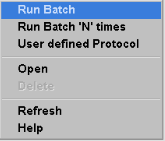 Run Batch
Run Batch 'N' times
User defined Protocol
Open
Delete
Refresh
Help